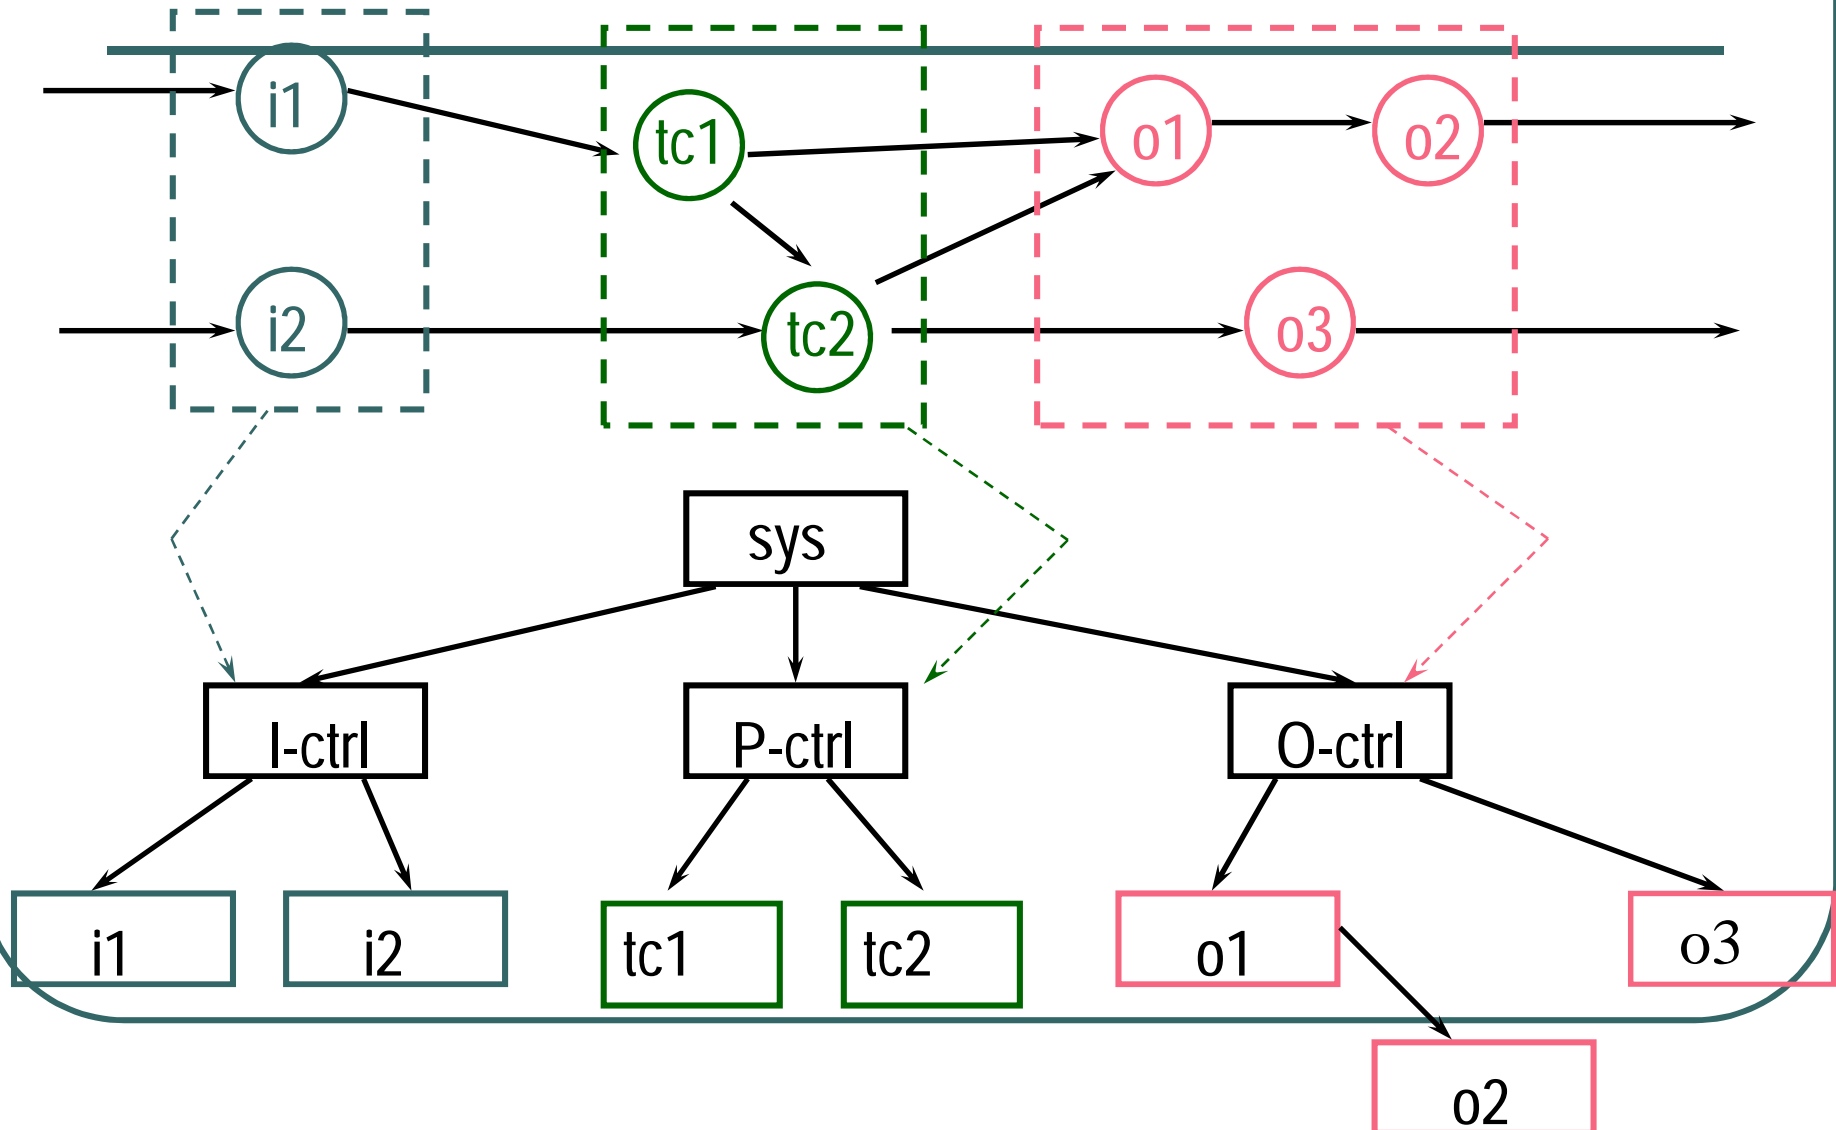 i1
tc1
o1
o2
i2
tc2
o3
sys
I-ctrl
P-ctrl
O-ctrl
i1
i2
tc1
tc2
o1
o3
o2